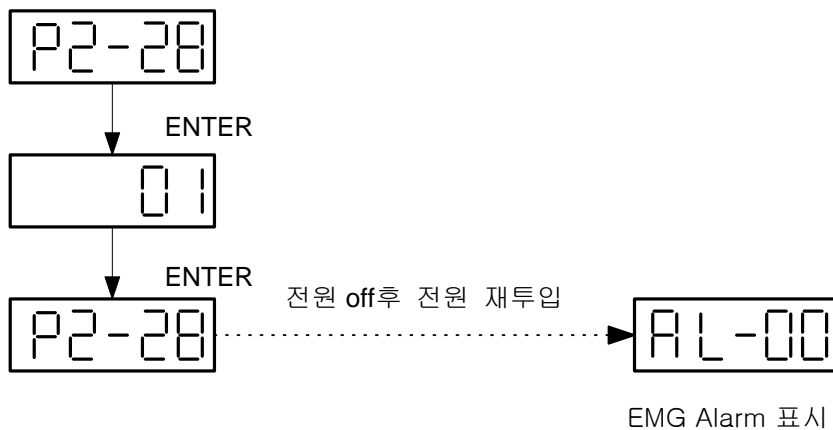 P2-28
ENTER
01
ENTER
전원 off후 전원 재투입
P2-28
AL-00
EMG Alarm 표시